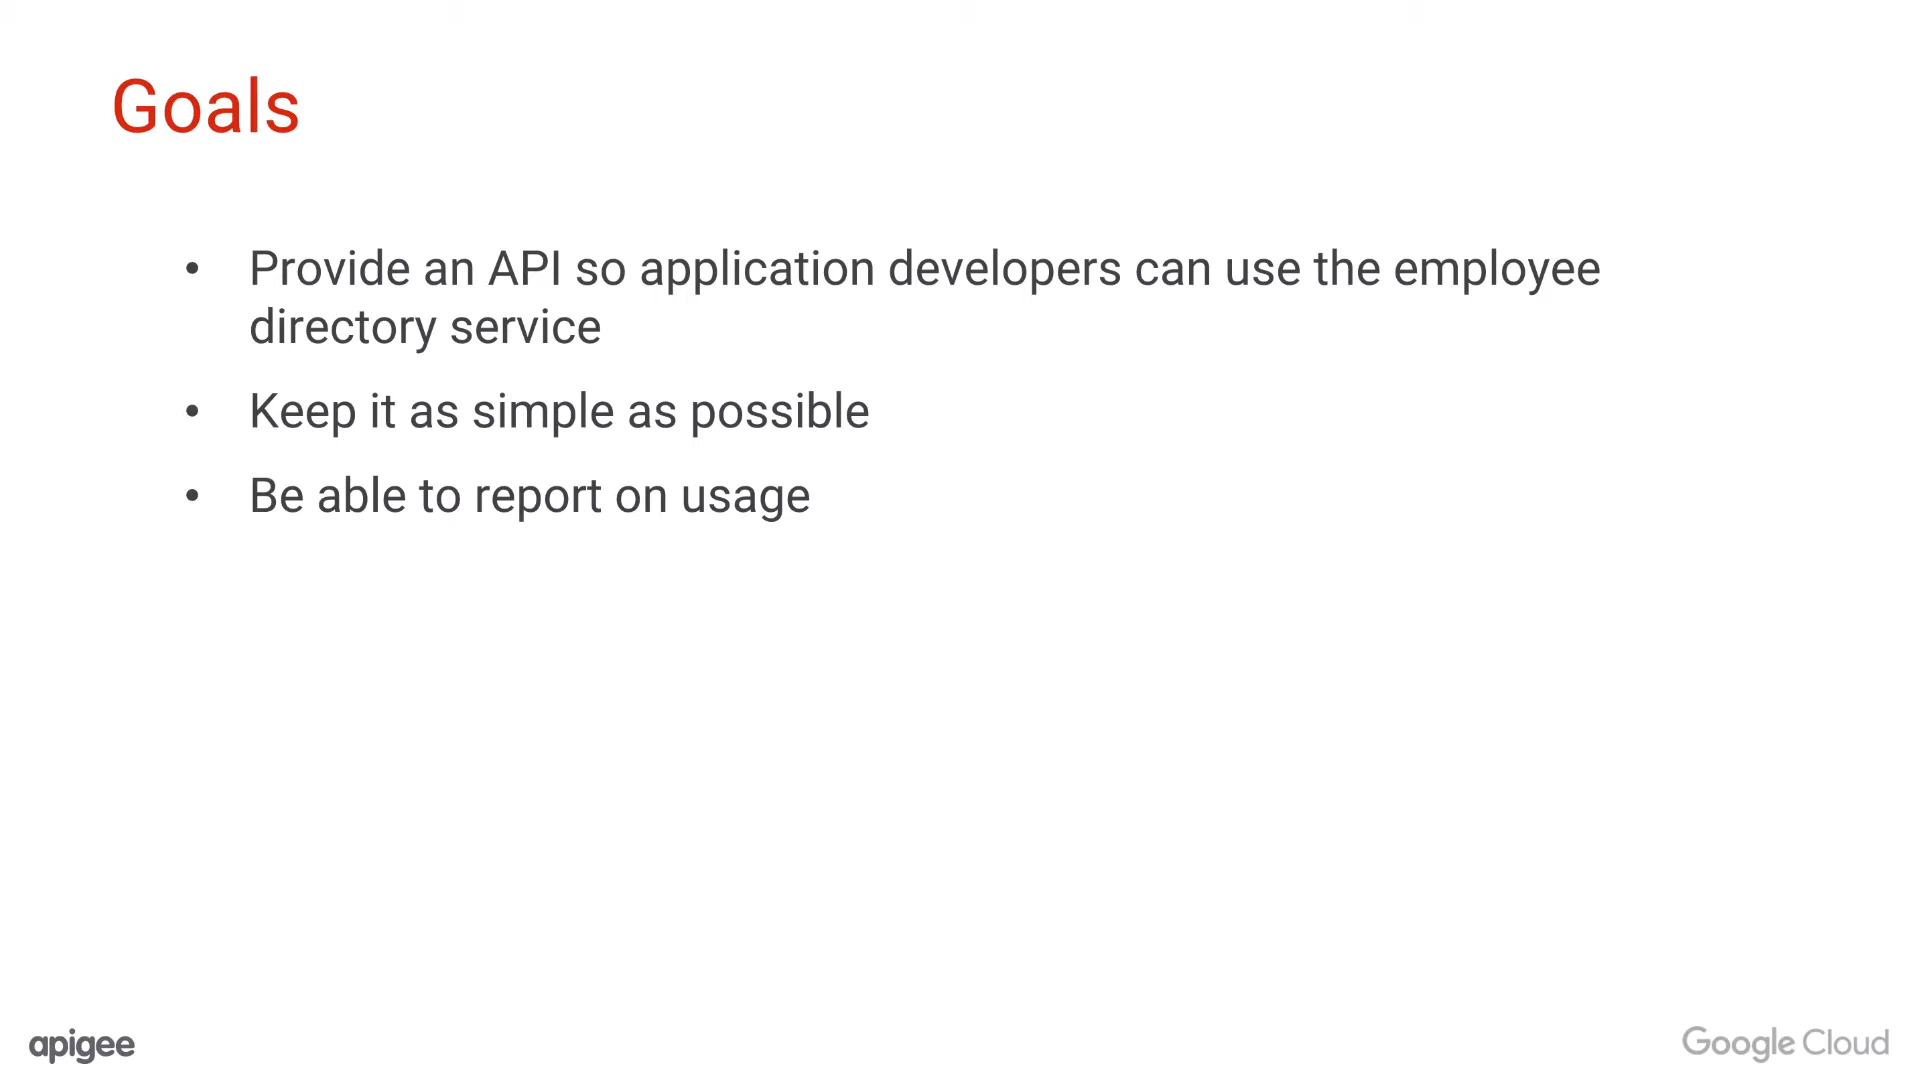 Goals
• Provide an API so application developers can use the employee
directory service
• Keep it as simple as possible
• Be able to report on usage
apigee
Google Cloud